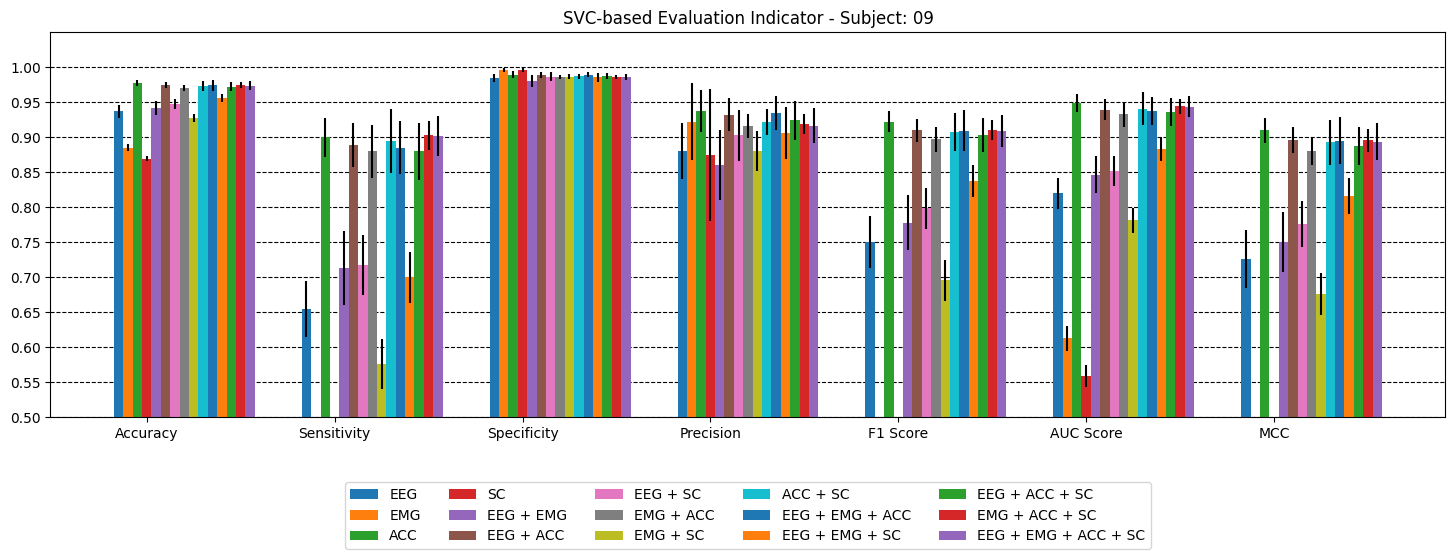 SVC-based Evaluation Indicator - Subject: 09
1.00
0.95
0.90
0.85
0.80
0.75
0.70
0.65
0.60
0.55
0.50
Accuracy Sensitivity Specificity Precision F1 Score AUC Score MCC
EEG SC EEG + SC ACC + SC EEG + ACC + SC
EMG EEG + EMG EMG + ACC EEG + EMG + ACC EMG + ACC + SC
ACC EEG + ACC EMG + SC EEG + EMG + SC EEG + EMG + ACC + SC